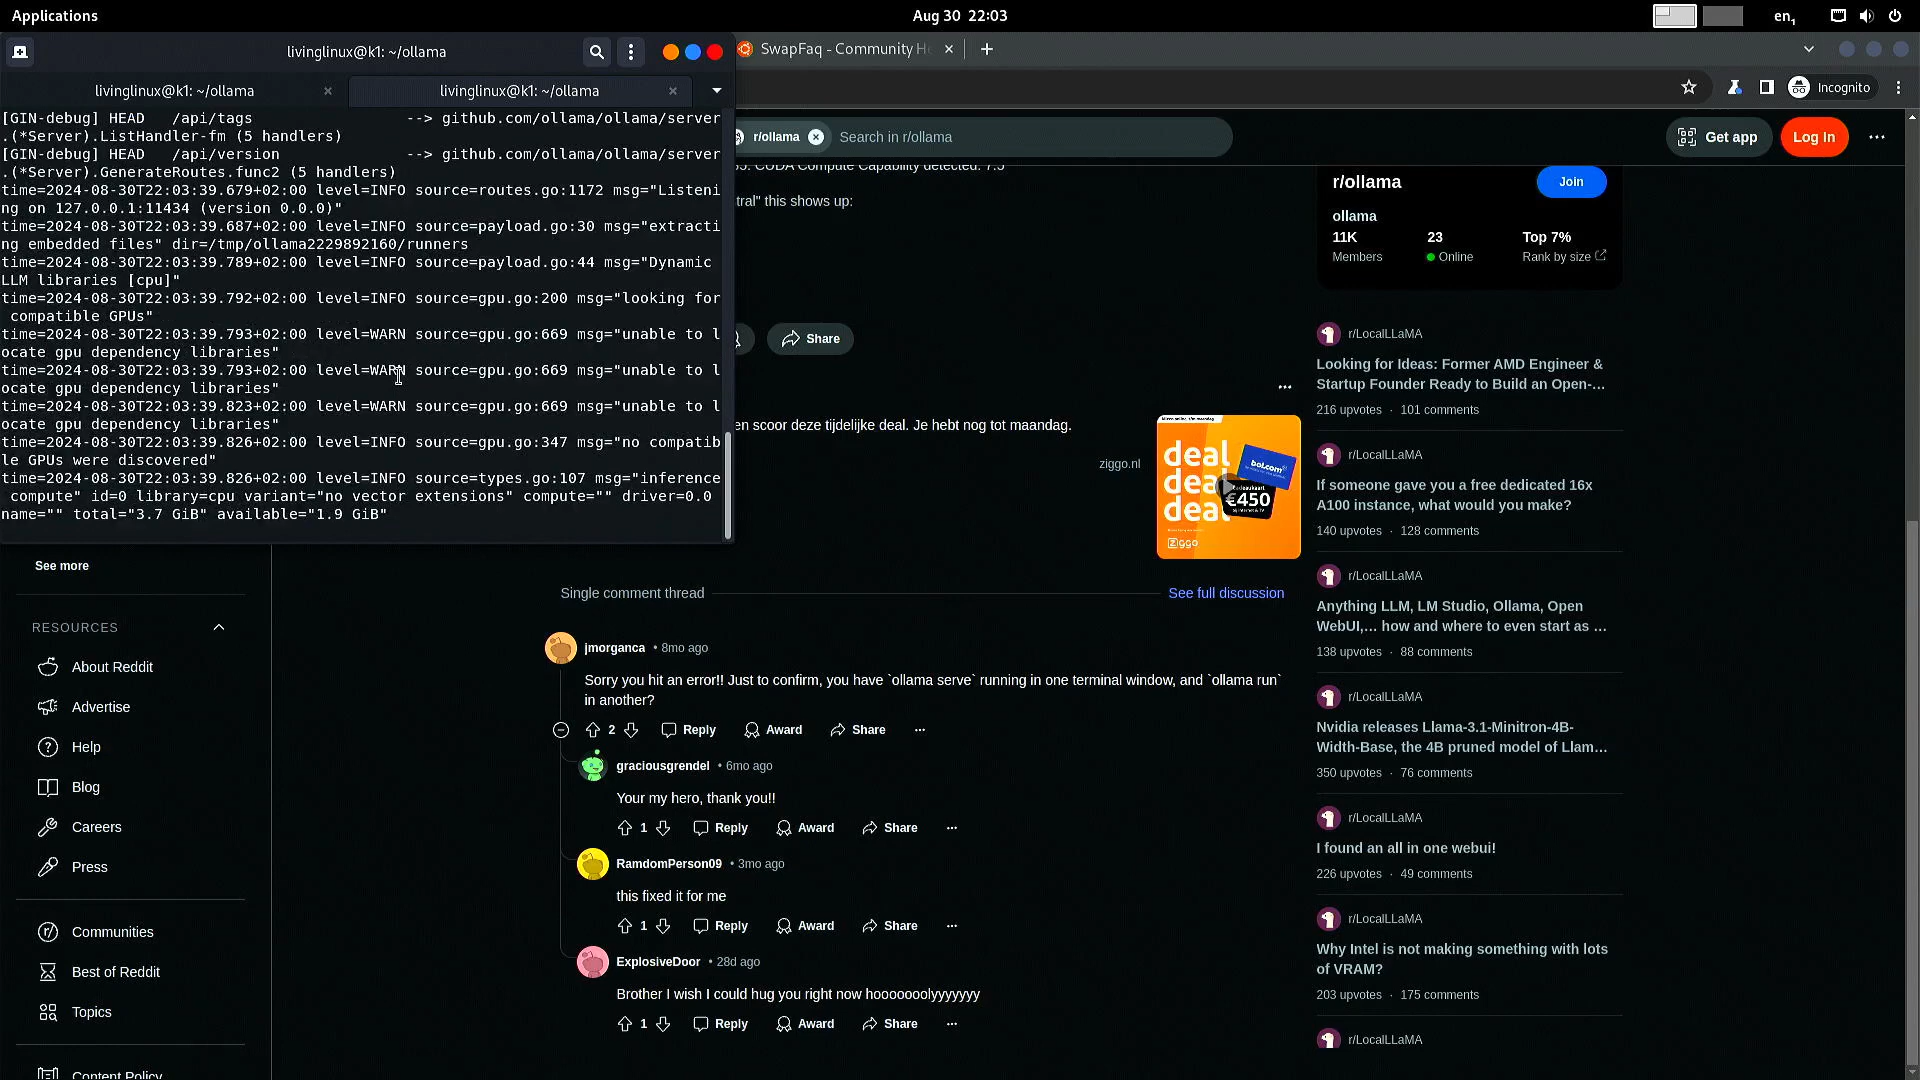 Applications
Aug 30  22:03
en1
livinglinux@k1: ~/ollama
livinglinux@k1: ~/ollama
livinglinux@k1: ~/ollama
[GIN-debug] HEAD   /api/tags                 --> github.com/ollama/ollama/server
.(*Server).ListHandler-fm (5 handlers)
[GIN-debug] HEAD   /api/version              --> github.com/ollama/ollama/server
.(*Server).GenerateRoutes.func2 (5 handlers)
time=2024-08-30T22:03:39.679+02:00 level=INFO source=routes.go:1172 msg="Listeni
ng on 127.0.0.1:11434 (version 0.0.0)"
time=2024-08-30T22:03:39.687+02:00 level=INFO source=payload.go:30 msg="extracti
ng embedded files" dir=/tmp/ollama2229892160/runners
time=2024-08-30T22:03:39.789+02:00 level=INFO source=payload.go:44 msg="Dynamic
LLM libraries [cpu]"
time=2024-08-30T22:03:39.792+02:00 level=INFO source=gpu.go:200 msg="looking for
 compatible GPUs"
time=2024-08-30T22:03:39.793+02:00 level=WARN source=gpu.go:669 msg="unable to l
ocate gpu dependency libraries"
time=2024-08-30T22:03:39.793+02:00 level=WARN source=gpu.go:669 msg="unable to l
ocate gpu dependency libraries"
time=2024-08-30T22:03:39.823+02:00 level=WARN source=gpu.go:669 msg="unable to l
ocate gpu dependency libraries"
time=2024-08-30T22:03:39.826+02:00 level=INFO source=gpu.go:347 msg="no compatib
le GPUs were discovered"
time=2024-08-30T22:03:39.826+02:00 level=INFO source=types.go:107 msg="inference
 compute" id=0 library=cpu variant="no vector extensions" compute="" driver=0.0
name="" total="3.7 GiB" available="1.9 GiB"
SwapFaq - Community He
Incognito
r/ollama
Search in r/ollama
Get app
Log In
CUDA Compute Capability detected: 7.5
tral" this shows up:
Share
en scoor deze tijdelijke deal. Je hebt nog tot maandag.
ziggo.nl
deal
deal
deal
bol.com
€450
Ziggo
Single comment thread
See full discussion
jmorganca • 8mo ago
Sorry you hit an error!! Just to confirm, you have `ollama serve` running in one terminal window, and `ollama run`
in another?
2 Reply Award Share
graciousgrendel • 6mo ago
Your my hero, thank you!!
1 Reply Award Share
RamdomPerson09 • 3mo ago
this fixed it for me
1 Reply Award Share
ExplosiveDoor • 28d ago
Brother I wish I could hug you right now hooooooolyyyyyyy
1 Reply Award Share
See more
RESOURCES
About Reddit
Advertise
Help
Blog
Careers
Press
Communities
Best of Reddit
Topics
Content Policy
r/ollama
Join
ollama
11K 23 Top 7%
Members Online Rank by size
r/LocalLLaMA
Looking for Ideas: Former AMD Engineer &
Startup Founder Ready to Build an Open-...
216 upvotes · 101 comments
r/LocalLLaMA
If someone gave you a free dedicated 16x
A100 instance, what would you make?
140 upvotes · 128 comments
r/LocalLLaMA
Anything LLM, LM Studio, Ollama, Open
WebUI,… how and where to even start as ...
138 upvotes · 88 comments
r/LocalLLaMA
Nvidia releases Llama-3.1-Minitron-4B-
Width-Base, the 4B pruned model of Llam...
350 upvotes · 76 comments
r/LocalLLaMA
I found an all in one webui!
226 upvotes · 49 comments
r/LocalLLaMA
Why Intel is not making something with lots
of VRAM?
203 upvotes · 175 comments
r/LocalLLaMA